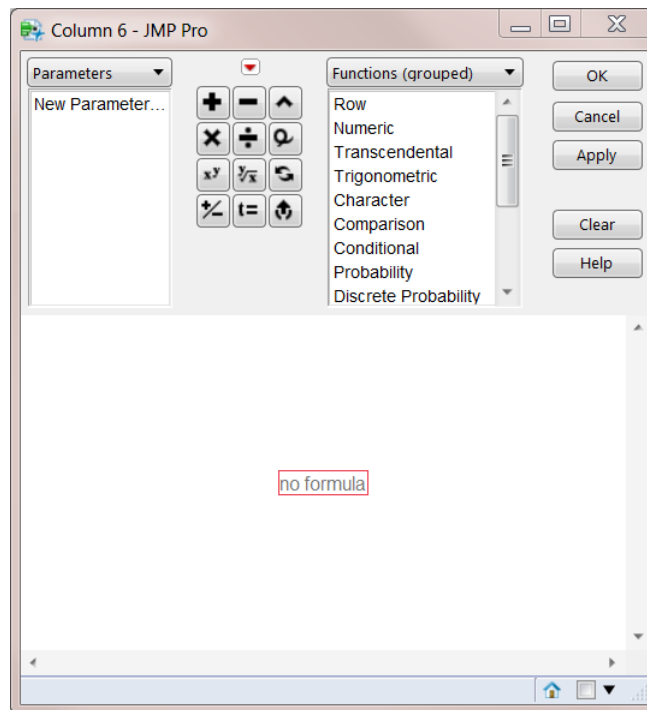 Column 6 - JMP Pro
Parameters
New Parameter...
x^y
y√x
t=
Functions (grouped)
Row
Numeric
Transcendental
Trigonometric
Character
Comparison
Conditional
Probability
Discrete Probability
OK
Cancel
Apply
Clear
Help
no formula